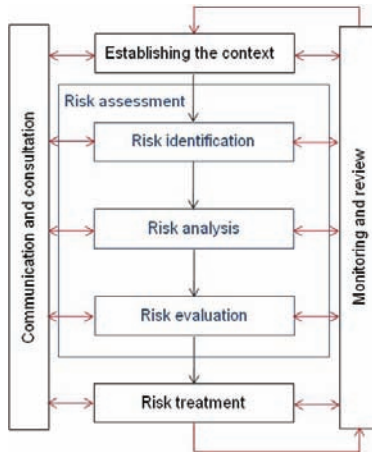 Establishing the context
Risk assessment
Risk identification
Risk analysis
Risk evaluation
Risk treatment
Communication and consultation
Monitoring and review